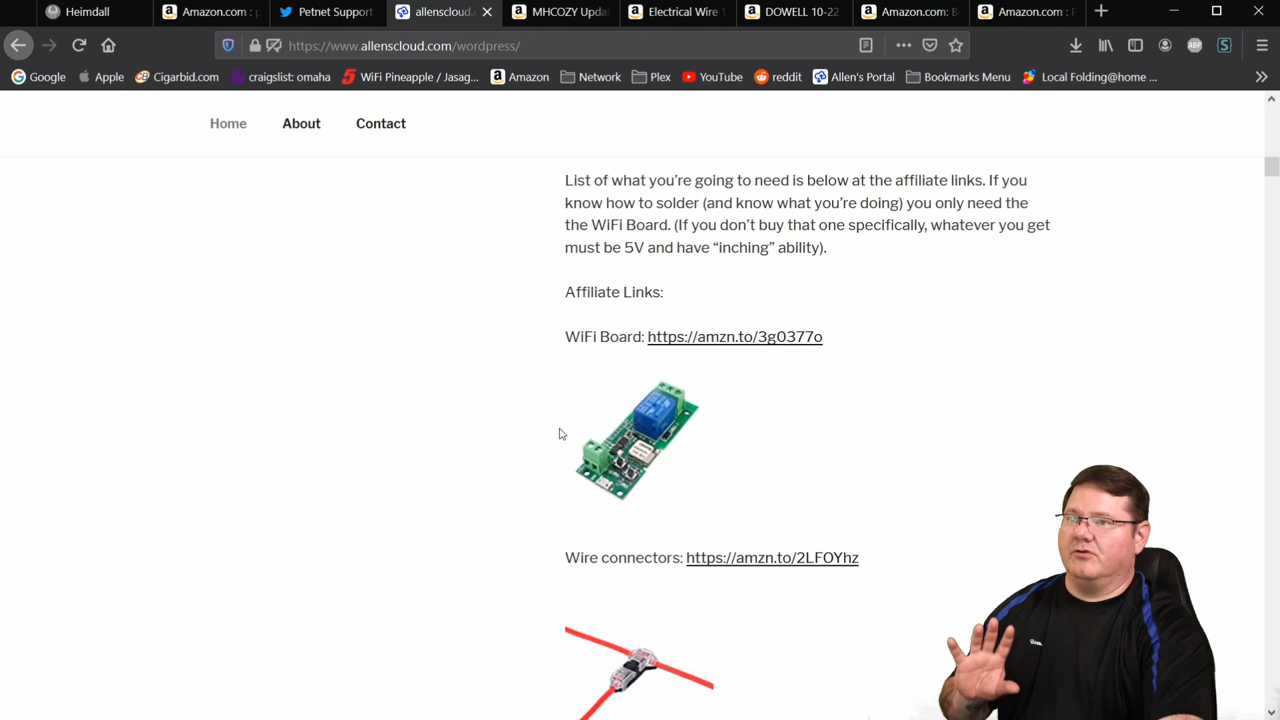 Heimdall
Amazon.com : p
Petnet Support
allenscloud.
MHCOZY Upda
Electrical Wire
DOWELL 10-22
Amazon.com: B
Amazon.com :
https://www.allenscloud.com/wordpress/
Google
Apple
Cigarbid.com
craigslist: omaha
WiFi Pineapple / Jasag...
Amazon
Network
Plex
YouTube
reddit
Allen's Portal
Bookmarks Menu
Local Folding@home ...
Home
About
Contact
List of what you're going to need is below at the affiliate links. If you
know how to solder (and know what you're doing) you only need the
the WiFi Board. (If you don't buy that one specifically, whatever you get
must be 5V and have “inching” ability).
Affiliate Links:
WiFi Board: https://amzn.to/3g0377o
Wire connectors: https://amzn.to/2LFOYhz